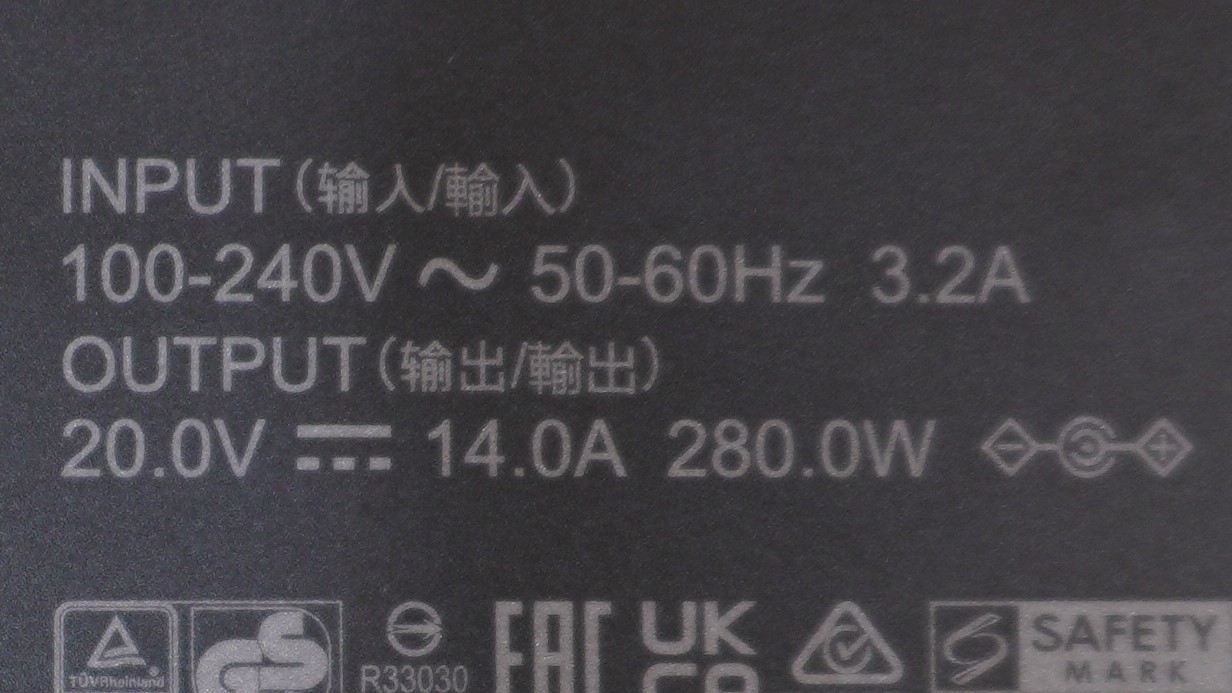 INPUT(输入/輸入)
100-240V ~ 50-60Hz 3.2A
OUTPUT(输出/輸出)
20.0V ⎓ 14.0A 280.0W
TÜVRheinland
R33030
EAC
UK
CA
SAFETY
MARK